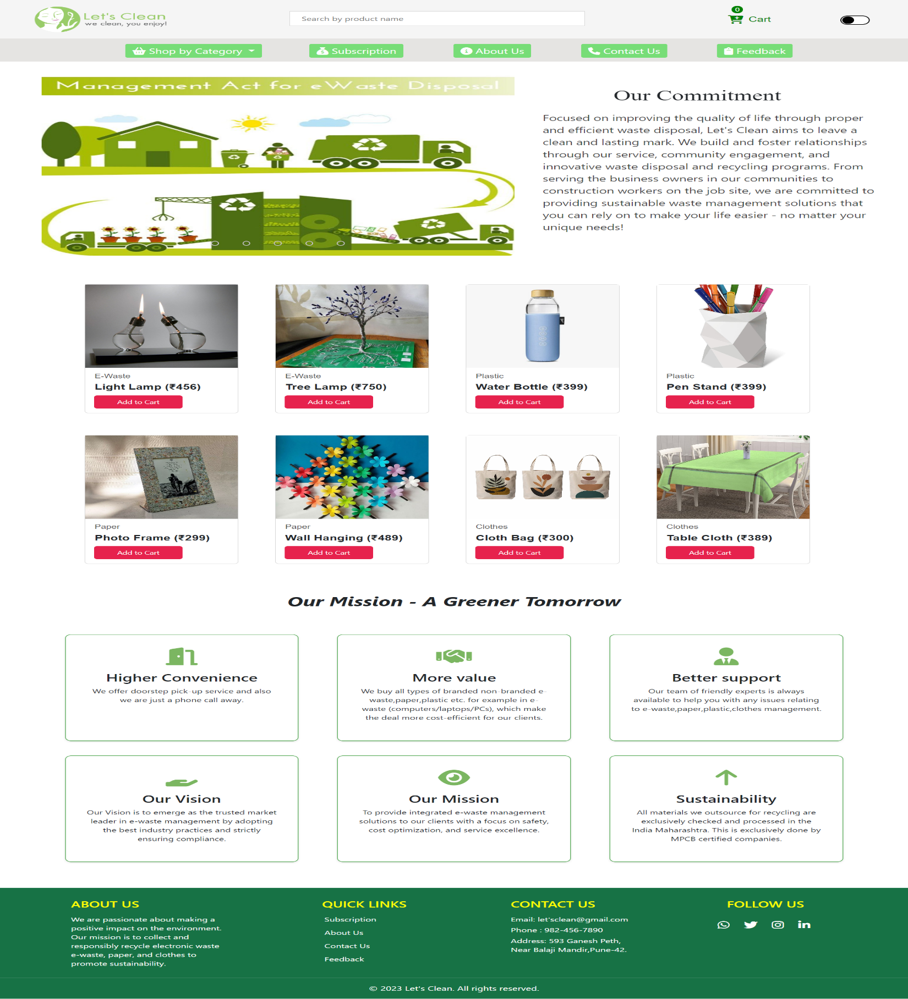 Let's Clean
we clean, you enjoy!
Search by product name
0
Cart
Shop by Category
Subscription
About Us
Contact Us
Feedback
Management Act for eWaste Disposal
Our Commitment
Focused on improving the quality of life through proper
and efficient waste disposal, Let's Clean aims to leave a
clean and lasting mark. We build and foster relationships
through our service, community engagement, and
innovative waste disposal and recycling programs. From
serving the business owners in our communities to
construction workers on the job site, we are committed to
providing sustainable waste management solutions that
you can rely on to make your life easier - no matter your
unique needs!
E-Waste
Light Lamp (₹456)
Add to Cart
E-Waste
Tree Lamp (₹750)
Add to Cart
Plastic
Water Bottle (₹399)
Add to Cart
Plastic
Pen Stand (₹399)
Add to Cart
Paper
Photo Frame (₹299)
Add to Cart
Paper
Wall Hanging (₹489)
Add to Cart
Clothes
Cloth Bag (₹300)
Add to Cart
Clothes
Table Cloth (₹389)
Add to Cart
Our Mission - A Greener Tomorrow
Higher Convenience
We offer doorstep pick-up service and also
we are just a phone call away.
More value
We buy all types of branded non-branded e-
waste,paper,plastic etc. for example in e-
waste (computers/laptops/PCs), which make
the deal more cost-efficient for our clients.
Better support
Our team of friendly experts is always
available to help you with any issues relating
to e-waste,paper,plastic,clothes management.
Our Vision
Our Vision is to emerge as the trusted market
leader in e-waste management by adopting
the best industry practices and strictly
ensuring compliance.
Our Mission
To provide integrated e-waste management
solutions to our clients with a focus on safety,
cost optimization, and service excellence.
Sustainability
All materials we outsource for recycling are
exclusively checked and processed in the
India Maharashtra. This is exclusively done by
MPCB certified companies.
ABOUT US
We are passionate about making a
positive impact on the environment.
Our mission is to collect and
responsibly recycle electronic waste
e-waste, paper, and clothes to
promote sustainability.
QUICK LINKS
Subscription
About Us
Contact Us
Feedback
CONTACT US
Email: let'sclean@gmail.com
Phone : 982-456-7890
Address: 593 Ganesh Peth,
Near Balaji Mandir,Pune-42.
FOLLOW US
© 2023 Let's Clean. All rights reserved.